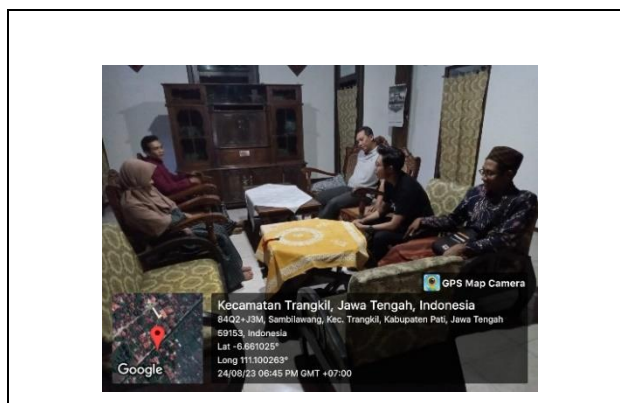 GPS Map Camera
Kecamatan Trangkil, Jawa Tengah, Indonesia
84Q2+J3M, Sambilawang, Kec. Trangkil, Kabupaten Pati, Jawa Tengah
59153, Indonesia
Lat -6.661025°
Long 111.100263°
24/08/23 06:45 PM GMT +07:00
Google